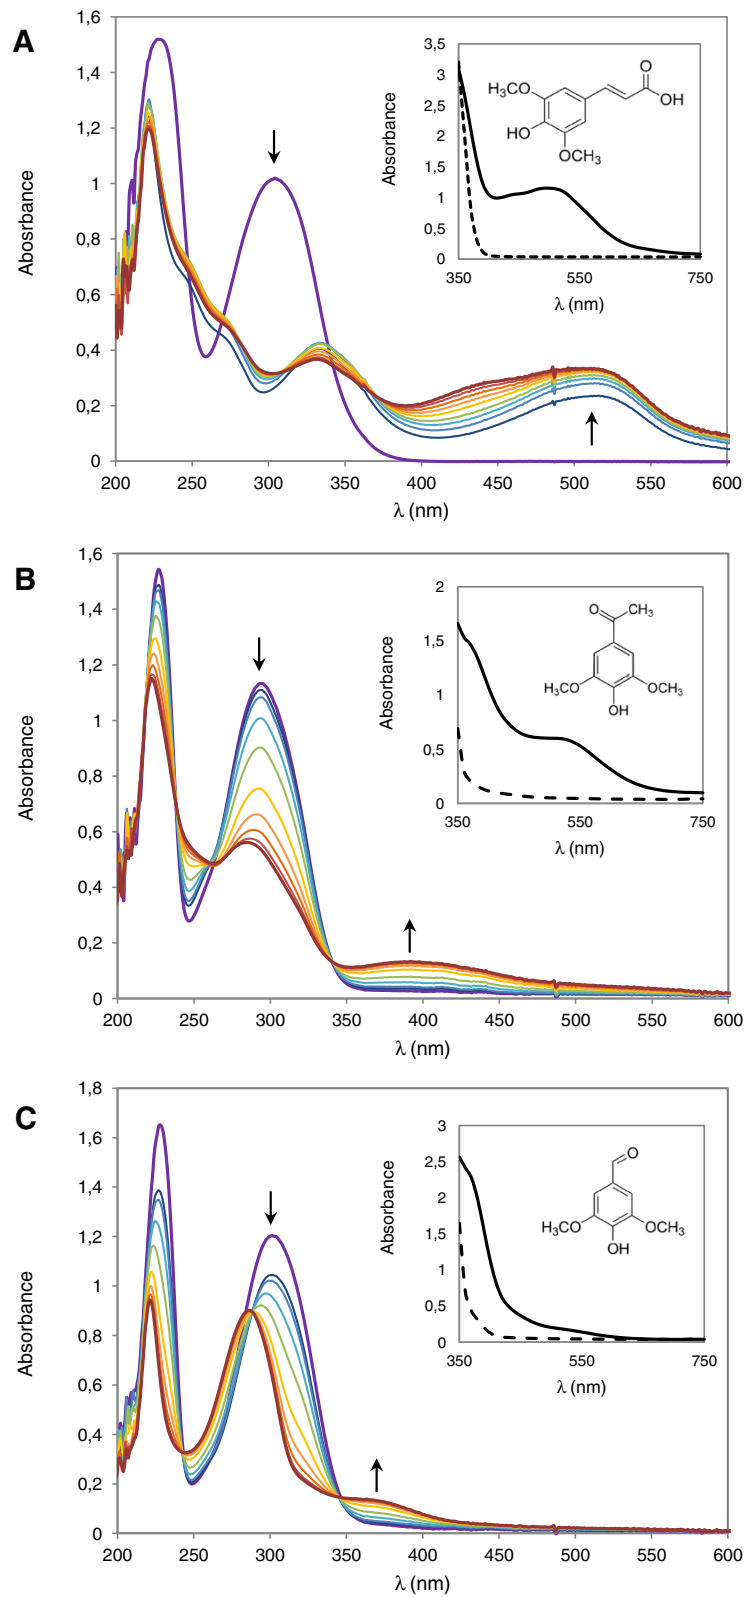 A
Abosrbance
1,6
1,4
1,2
1
0,8
0,6
0,4
0,2
0
200 250 300 350 400 450 500 550 600
λ (nm)
Absorbance
3,5
3
2,5
2
1,5
1
0,5
0
350 550 750
λ (nm)
O
H₃CO
OH
HO
OCH₃
B
Absorbance
1,6
1,4
1,2
1
0,8
0,6
0,4
0,2
0
200 250 300 350 400 450 500 550 600
λ (nm)
Absorbance
2
1,5
1
0,5
0
350 550 750
λ (nm)
O CH₃
H₃CO OCH₃
OH
C
Absorbance
1,8
1,6
1,4
1,2
1
0,8
0,6
0,4
0,2
0
200 250 300 350 400 450 500 550 600
λ (nm)
Absorbance
3
2,5
2
1,5
1
0,5
0
350 550 750
λ (nm)
O
H₃CO OCH₃
OH